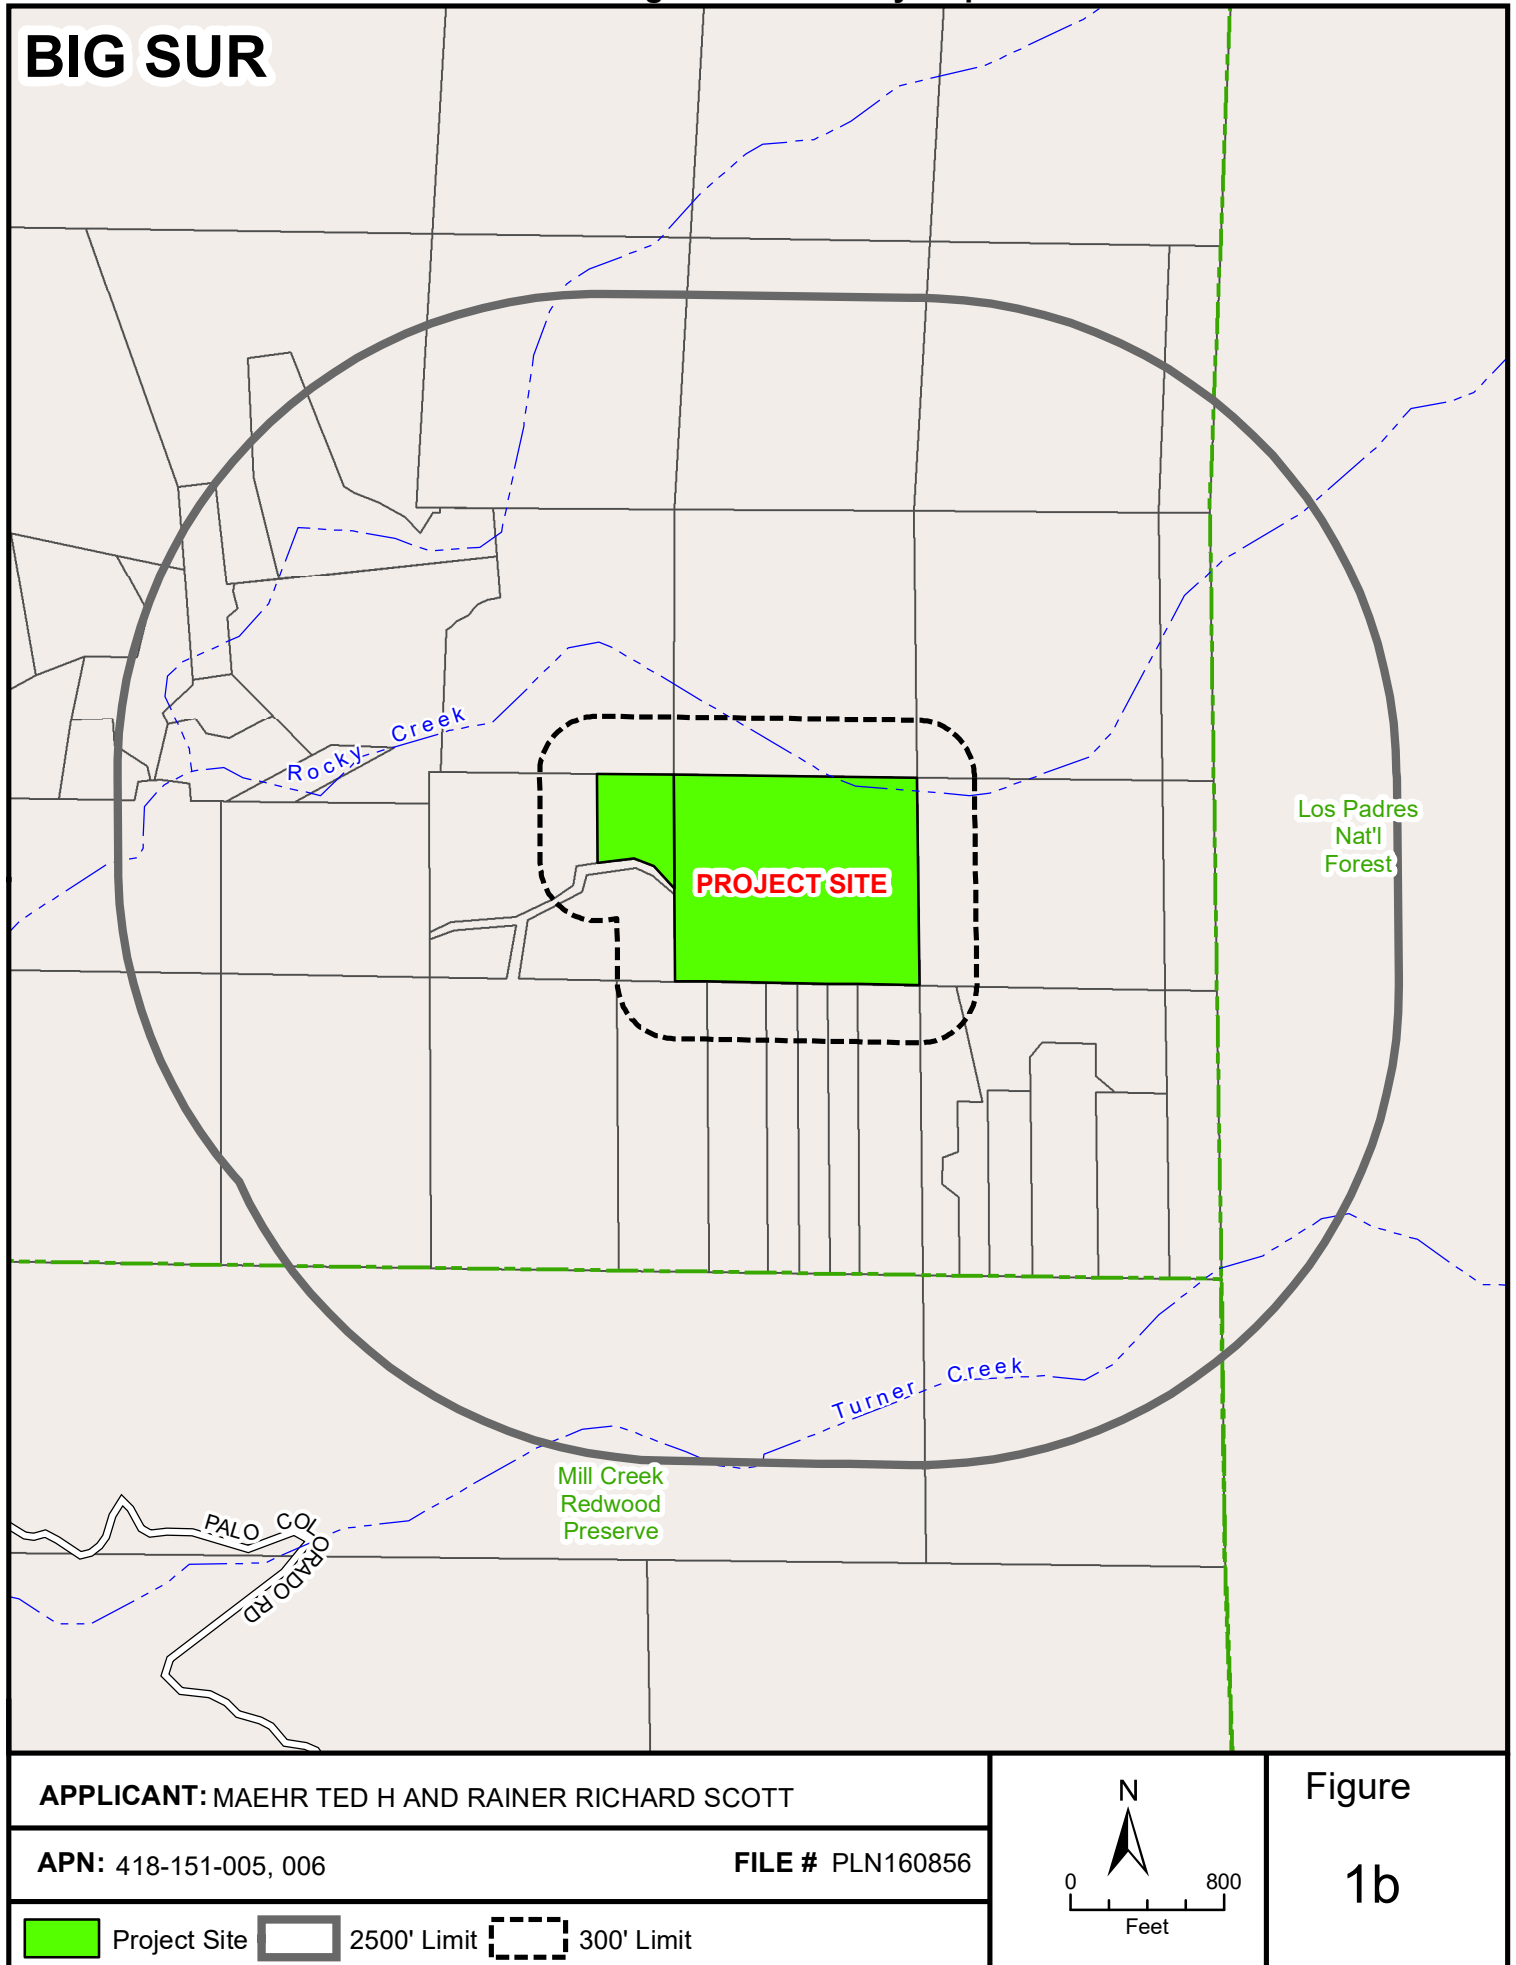 BIG SUR
Rocky Creek
Los Padres
Nat'l
Forest
PROJECT SITE
Turner Creek
Mill Creek
Redwood
Preserve
PALO COLORADO RD
APPLICANT: MAEHR TED H AND RAINER RICHARD SCOTT
APN: 418-151-005, 006 FILE # PLN160856
Project Site 2500' Limit 300' Limit
N
0 800
Feet
Figure
1b